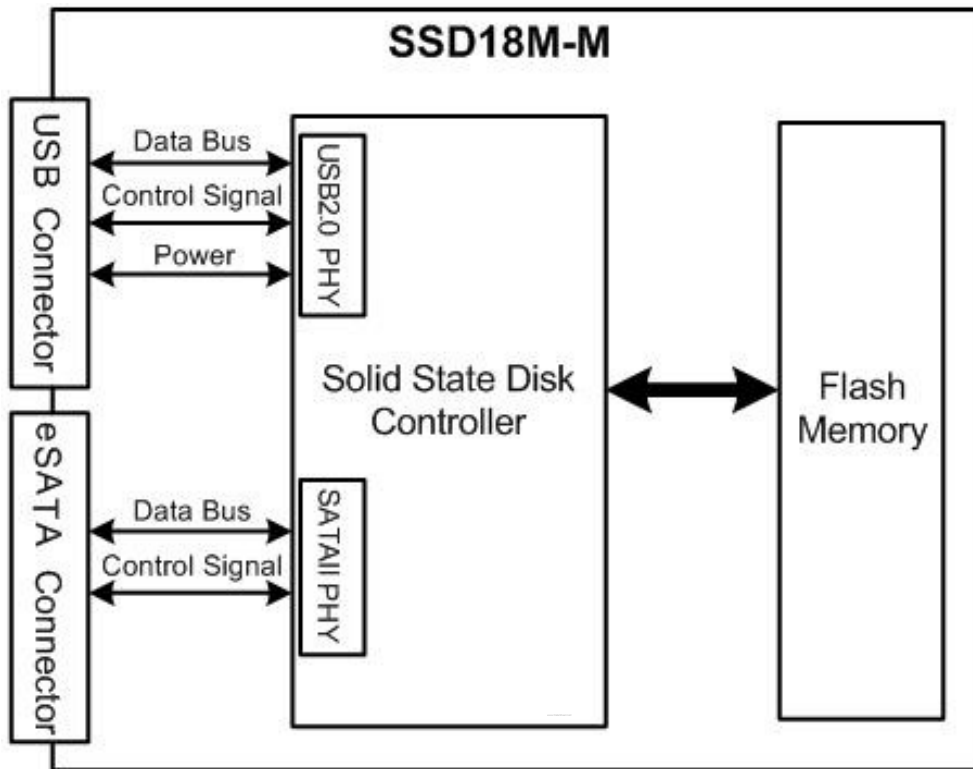 SSD18M-M
USB Connector
Data Bus
Control Signal
Power
USB2.0 PHY
Solid State Disk
Controller
Flash
Memory
eSATA Connector
Data Bus
Control Signal
SATAII PHY